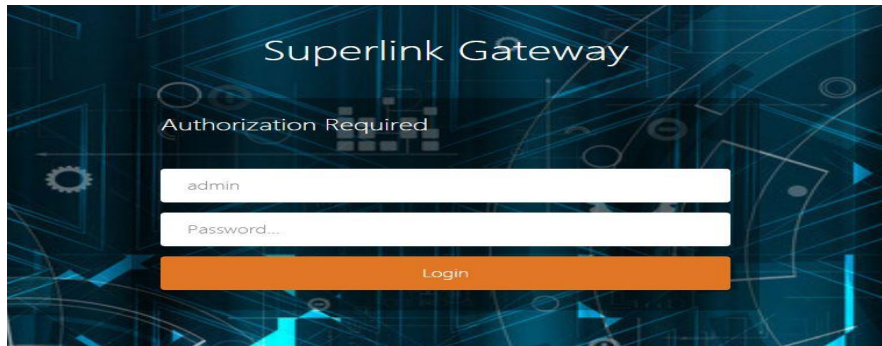 Superlink Gateway
Authorization Required
admin
Password...
Login